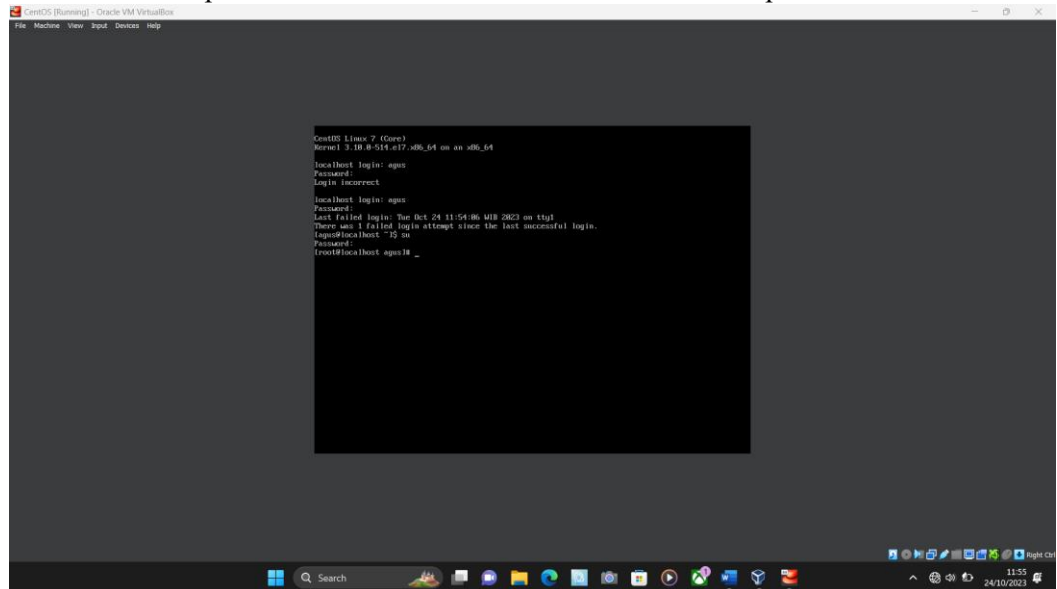 CentOS [Running] - Oracle VM VirtualBox
File Machine View Input Devices Help
CentOS Linux 7 (Core)
Kernel 3.10.0-514.el7.x86_64 on an x86_64
localhost login: agus
Password:
Login incorrect
localhost login: agus
Password:
Last failed login: Tue Oct 24 11:54:06 WIB 2023 on tty1
There was 1 failed login attempt since the last successful login.
[agus@localhost ~]$ su
Password:
[root@localhost agus]# _
Right Ctrl
Search
1
11:55
24/10/2023